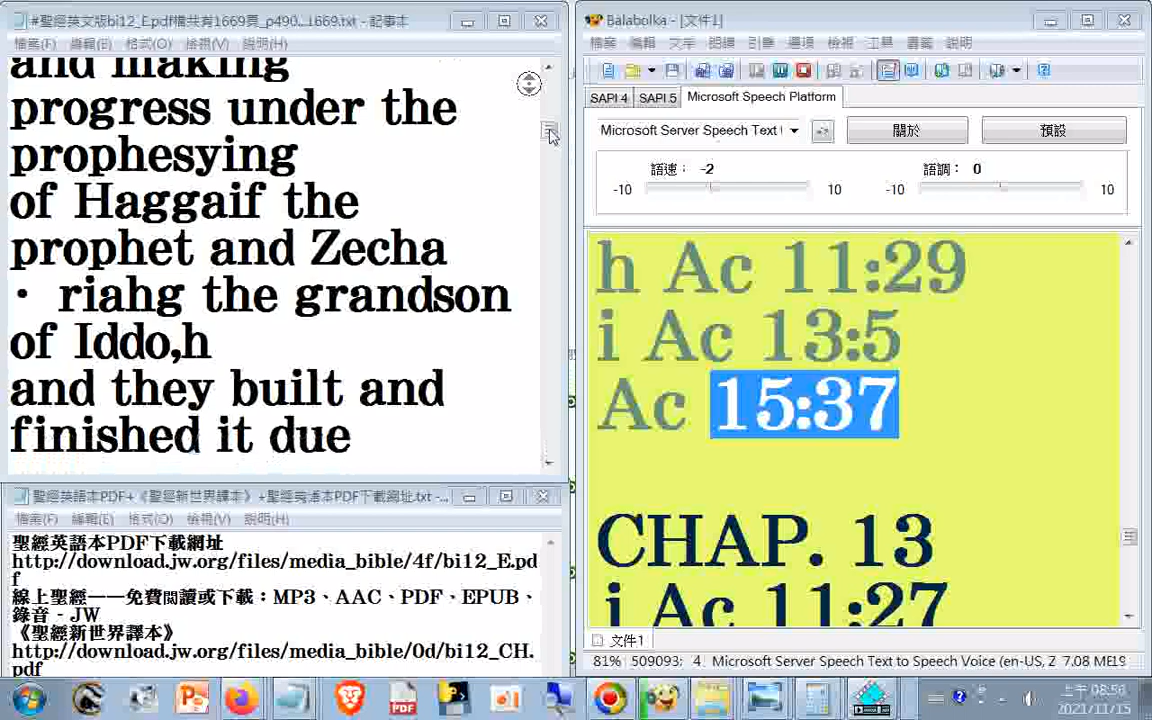 #聖經英文版bi12_E.pdf檔共有1669頁_p490...1669.txt - 記事本
檔案(F) 編輯(E) 格式(O) 檢視(V) 說明(H)
and making
progress under the
prophesying
of Haggaif the
prophet and Zecha
· riahg the grandson
of Iddo,h
and they built and
finished it due
聖經英語本PDF+《聖經新世界譯本》+聖經英語本PDF下載網址.txt -...
檔案(F) 編輯(E) 格式(O) 檢視(V) 說明(H)
聖經英語本PDF下載網址
http://download.jw.org/files/media_bible/4f/bi12_E.pd
f
線上聖經——免費閱讀或下載：MP3、AAC、PDF、EPUB、
錄音 - JW
《聖經新世界譯本》
http://download.jw.org/files/media_bible/0d/bi12_CH.
pdf
Balabolka - [文件1]
檔案 編輯 文字 朗讀 引擎 選項 檢視 工具 書籤 說明
SAPI 4 SAPI 5 Microsoft Speech Platform
Microsoft Server Speech Text 關於 預設
語速： -2 語調： 0
-10 10 -10 10
h Ac 11:29
i Ac 13:5
Ac 15:37
CHAP. 13
j Ac 11:27
文件1
81% 509093: 4 Microsoft Server Speech Text to Speech Voice (en-US, Z 7.08 ME19
PDF
上午 08:56
2021/11/15